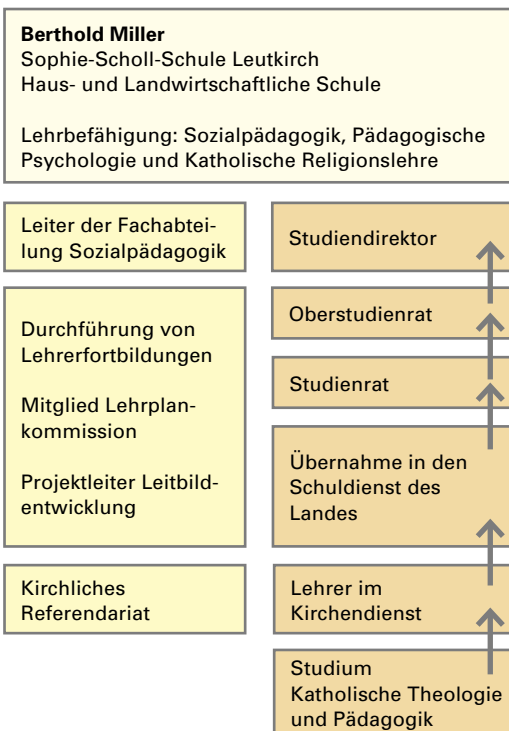 Berthold Miller
Sophie-Scholl-Schule Leutkirch
Haus- und Landwirtschaftliche Schule
Lehrbefähigung: Sozialpädagogik, Pädagogische
Psychologie und Katholische Religionslehre
Leiter der Fachabtei-
lung Sozialpädagogik
Studiendirektor
Durchführung von
Lehrerfortbildungen
Mitglied Lehrplan-
kommission
Projektleiter Leitbild-
entwicklung
Oberstudienrat
Studienrat
Übernahme in den
Schuldienst des
Landes
Kirchliches
Referendariat
Lehrer im
Kirchendienst
Studium
Katholische Theologie
und Pädagogik